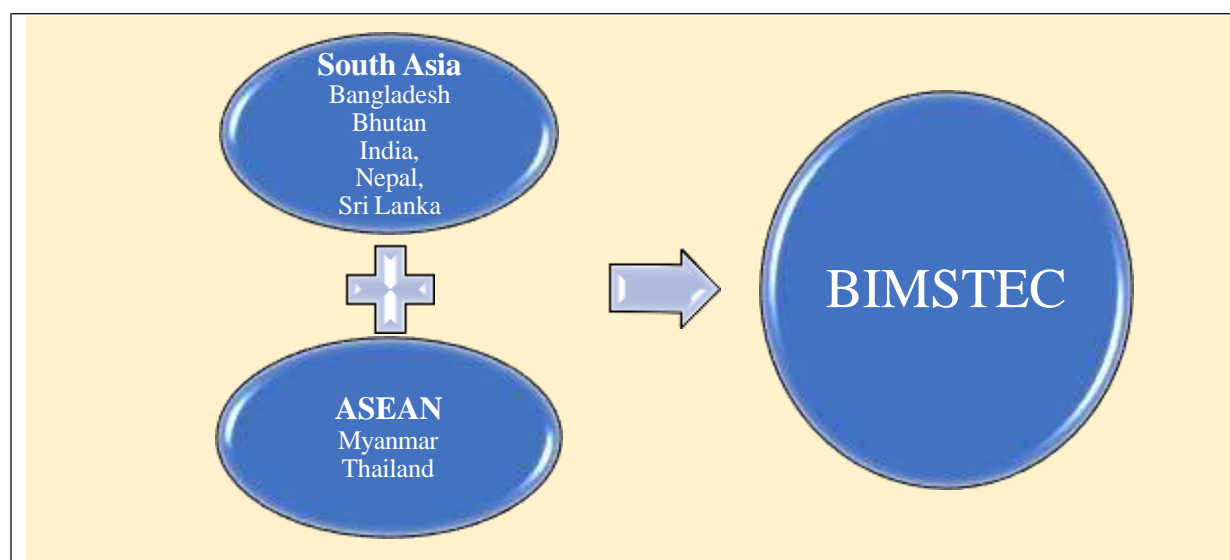 South Asia
Bangladesh
Bhutan
India,
Nepal,
Sri Lanka
ASEAN
Myanmar
Thailand
BIMSTEC